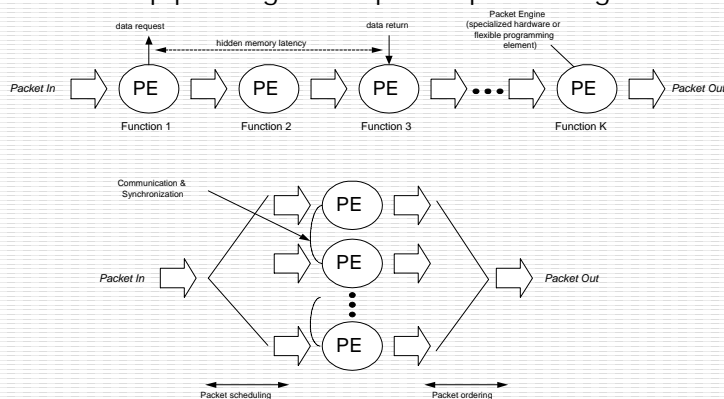 Packet Engine
(specialized hardware or
flexible programming
element)
data request
data return
hidden memory latency
Packet In
PE
PE
PE
PE
Packet Out
Function 1
Function 2
Function 3
Function K
Communication &
Synchronization
PE
PE
PE
Packet In
Packet Out
Packet scheduling
Packet ordering